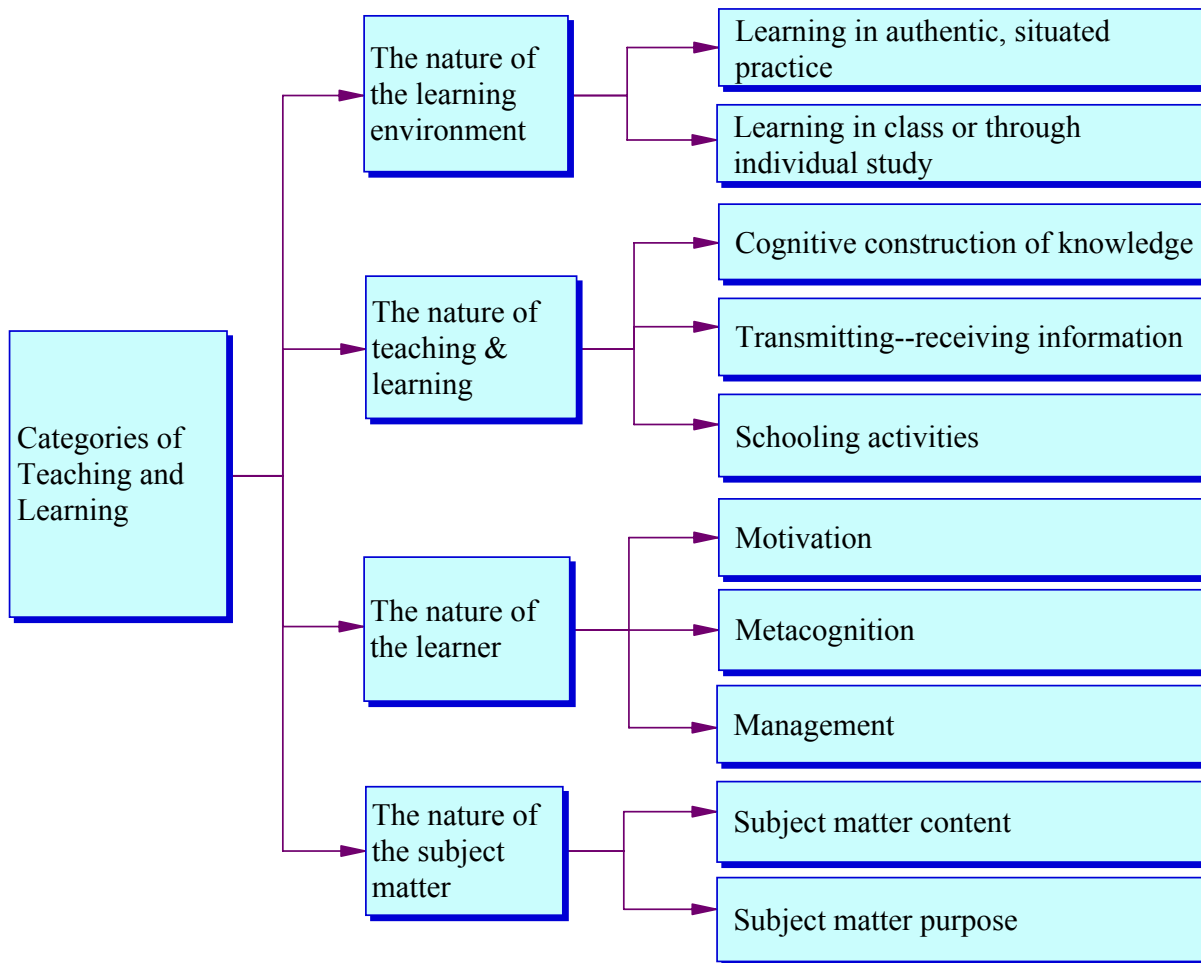 Categories of
Teaching and
Learning
The nature of
the learning
environment
Learning in authentic, situated
practice
Learning in class or through
individual study
The nature of
teaching &
learning
Cognitive construction of knowledge
Transmitting--receiving information
Schooling activities
The nature of
the learner
Motivation
Metacognition
Management
The nature of
the subject
matter
Subject matter content
Subject matter purpose